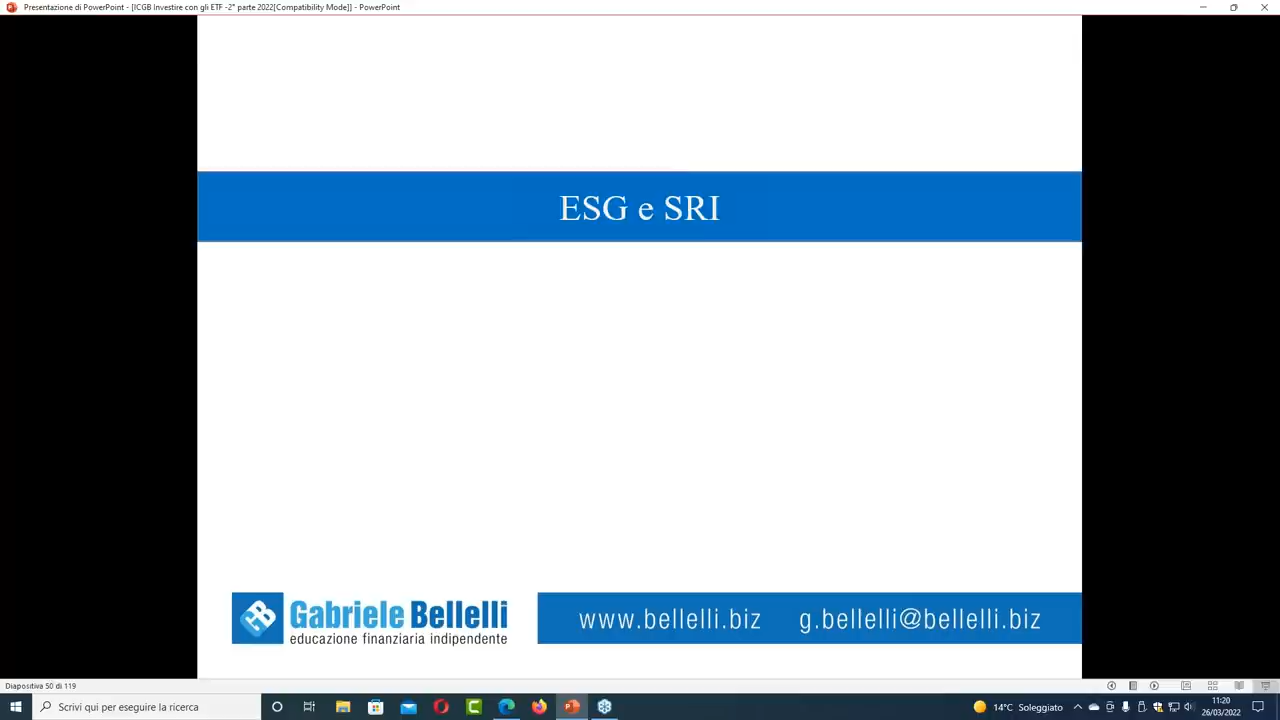 Presentazione di PowerPoint - [ICGB Investire con gli ETF -2° parte 2022[Compatibility Mode]] - PowerPoint
ESG e SRI
GB
Gabriele Bellelli
educazione finanziaria indipendente
www.bellelli.biz g.bellelli@bellelli.biz
Diapositiva 50 di 119
Scrivi qui per eseguire la ricerca
14°C Soleggiato
11:20
26/03/2022